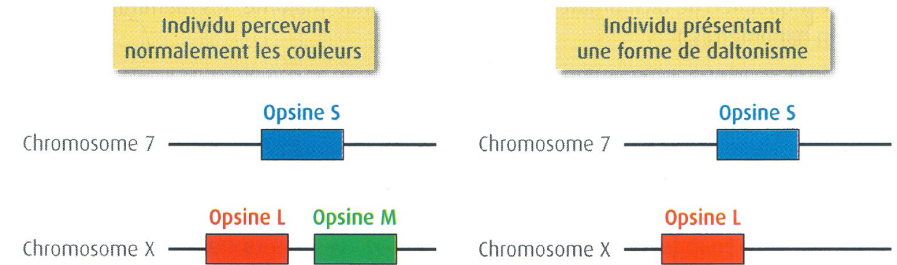 Individu percevant
normalement les couleurs
Individu présentant
une forme de daltonisme
Opsine S
Chromosome 7
Opsine S
Chromosome 7
Opsine L Opsine M
Chromosome X
Opsine L
Chromosome X